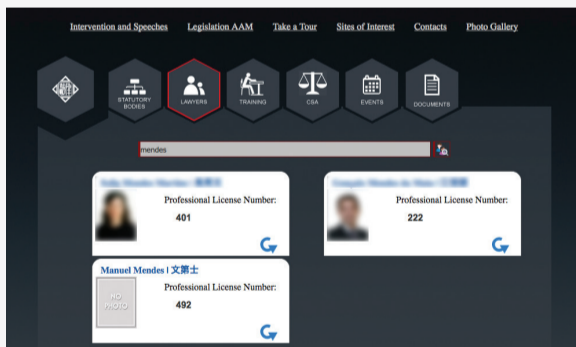 Intervention and Speeches Legislation AAM Take a Tour Sites of Interest Contacts Photo Gallery
STATUTORY BODIES LAWYERS TRAINING CSA EVENTS DOCUMENTS
mendes
Professional License Number:
401
Professional License Number:
222
Manuel Mendes | 文第士
NO PHOTO
Professional License Number:
492